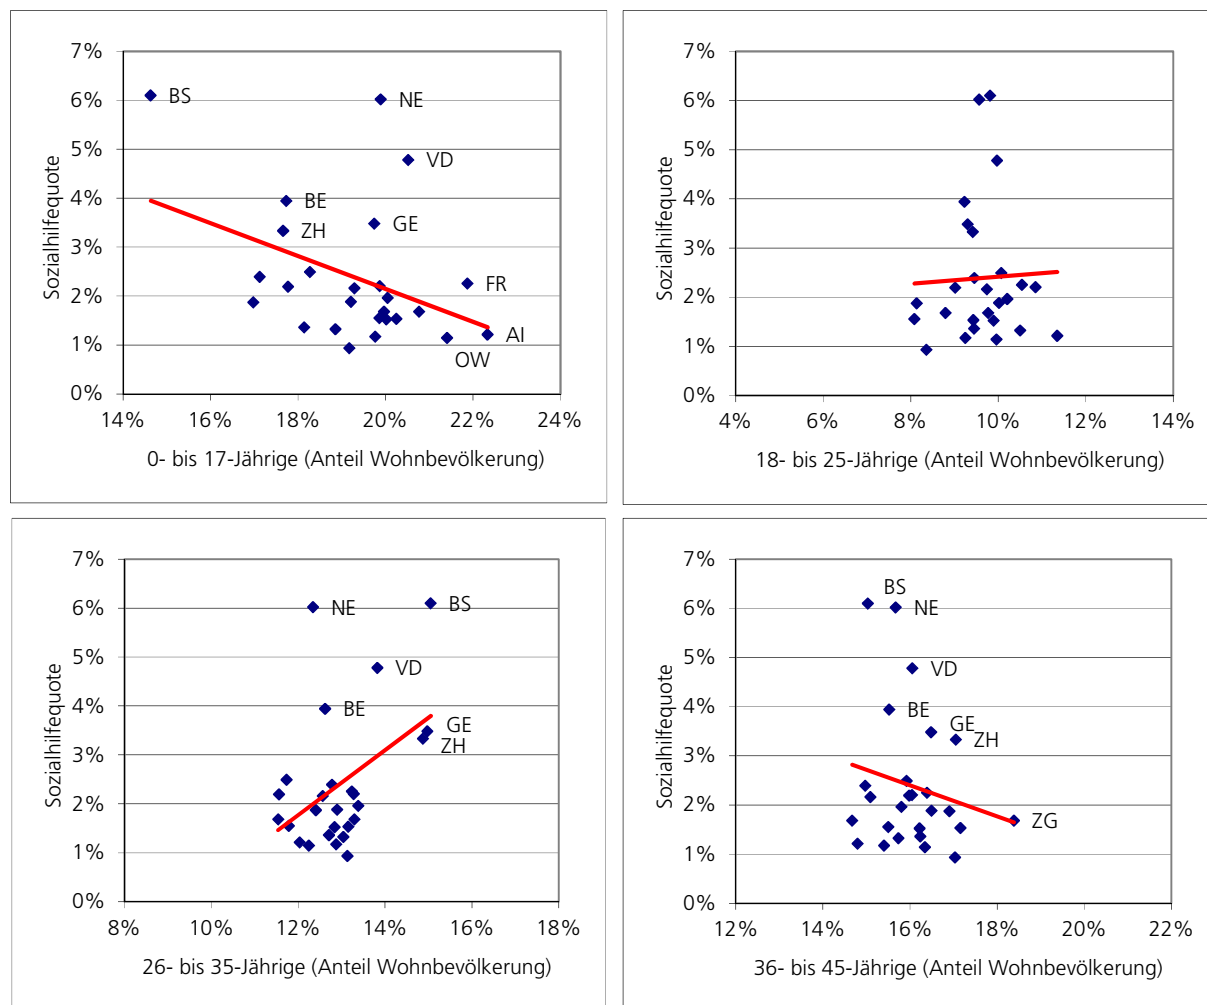 7%
6%
5%
4%
3%
2%
1%
0%
Sozialhilfequote
BS
NE
VD
BE
ZH
GE
FR
AI
OW
14% 16% 18% 20% 22% 24%
0- bis 17-Jährige (Anteil Wohnbevölkerung)
7%
6%
5%
4%
3%
2%
1%
0%
Sozialhilfequote
4% 6% 8% 10% 12% 14%
18- bis 25-Jährige (Anteil Wohnbevölkerung)
7%
6%
5%
4%
3%
2%
1%
0%
Sozialhilfequote
NE
BS
VD
BE
GE
ZH
8% 10% 12% 14% 16% 18%
26- bis 35-Jährige (Anteil Wohnbevölkerung)
7%
6%
5%
4%
3%
2%
1%
0%
Sozialhilfequote
BS
NE
VD
BE
GE
ZH
ZG
12% 14% 16% 18% 20% 22%
36- bis 45-Jährige (Anteil Wohnbevölkerung)